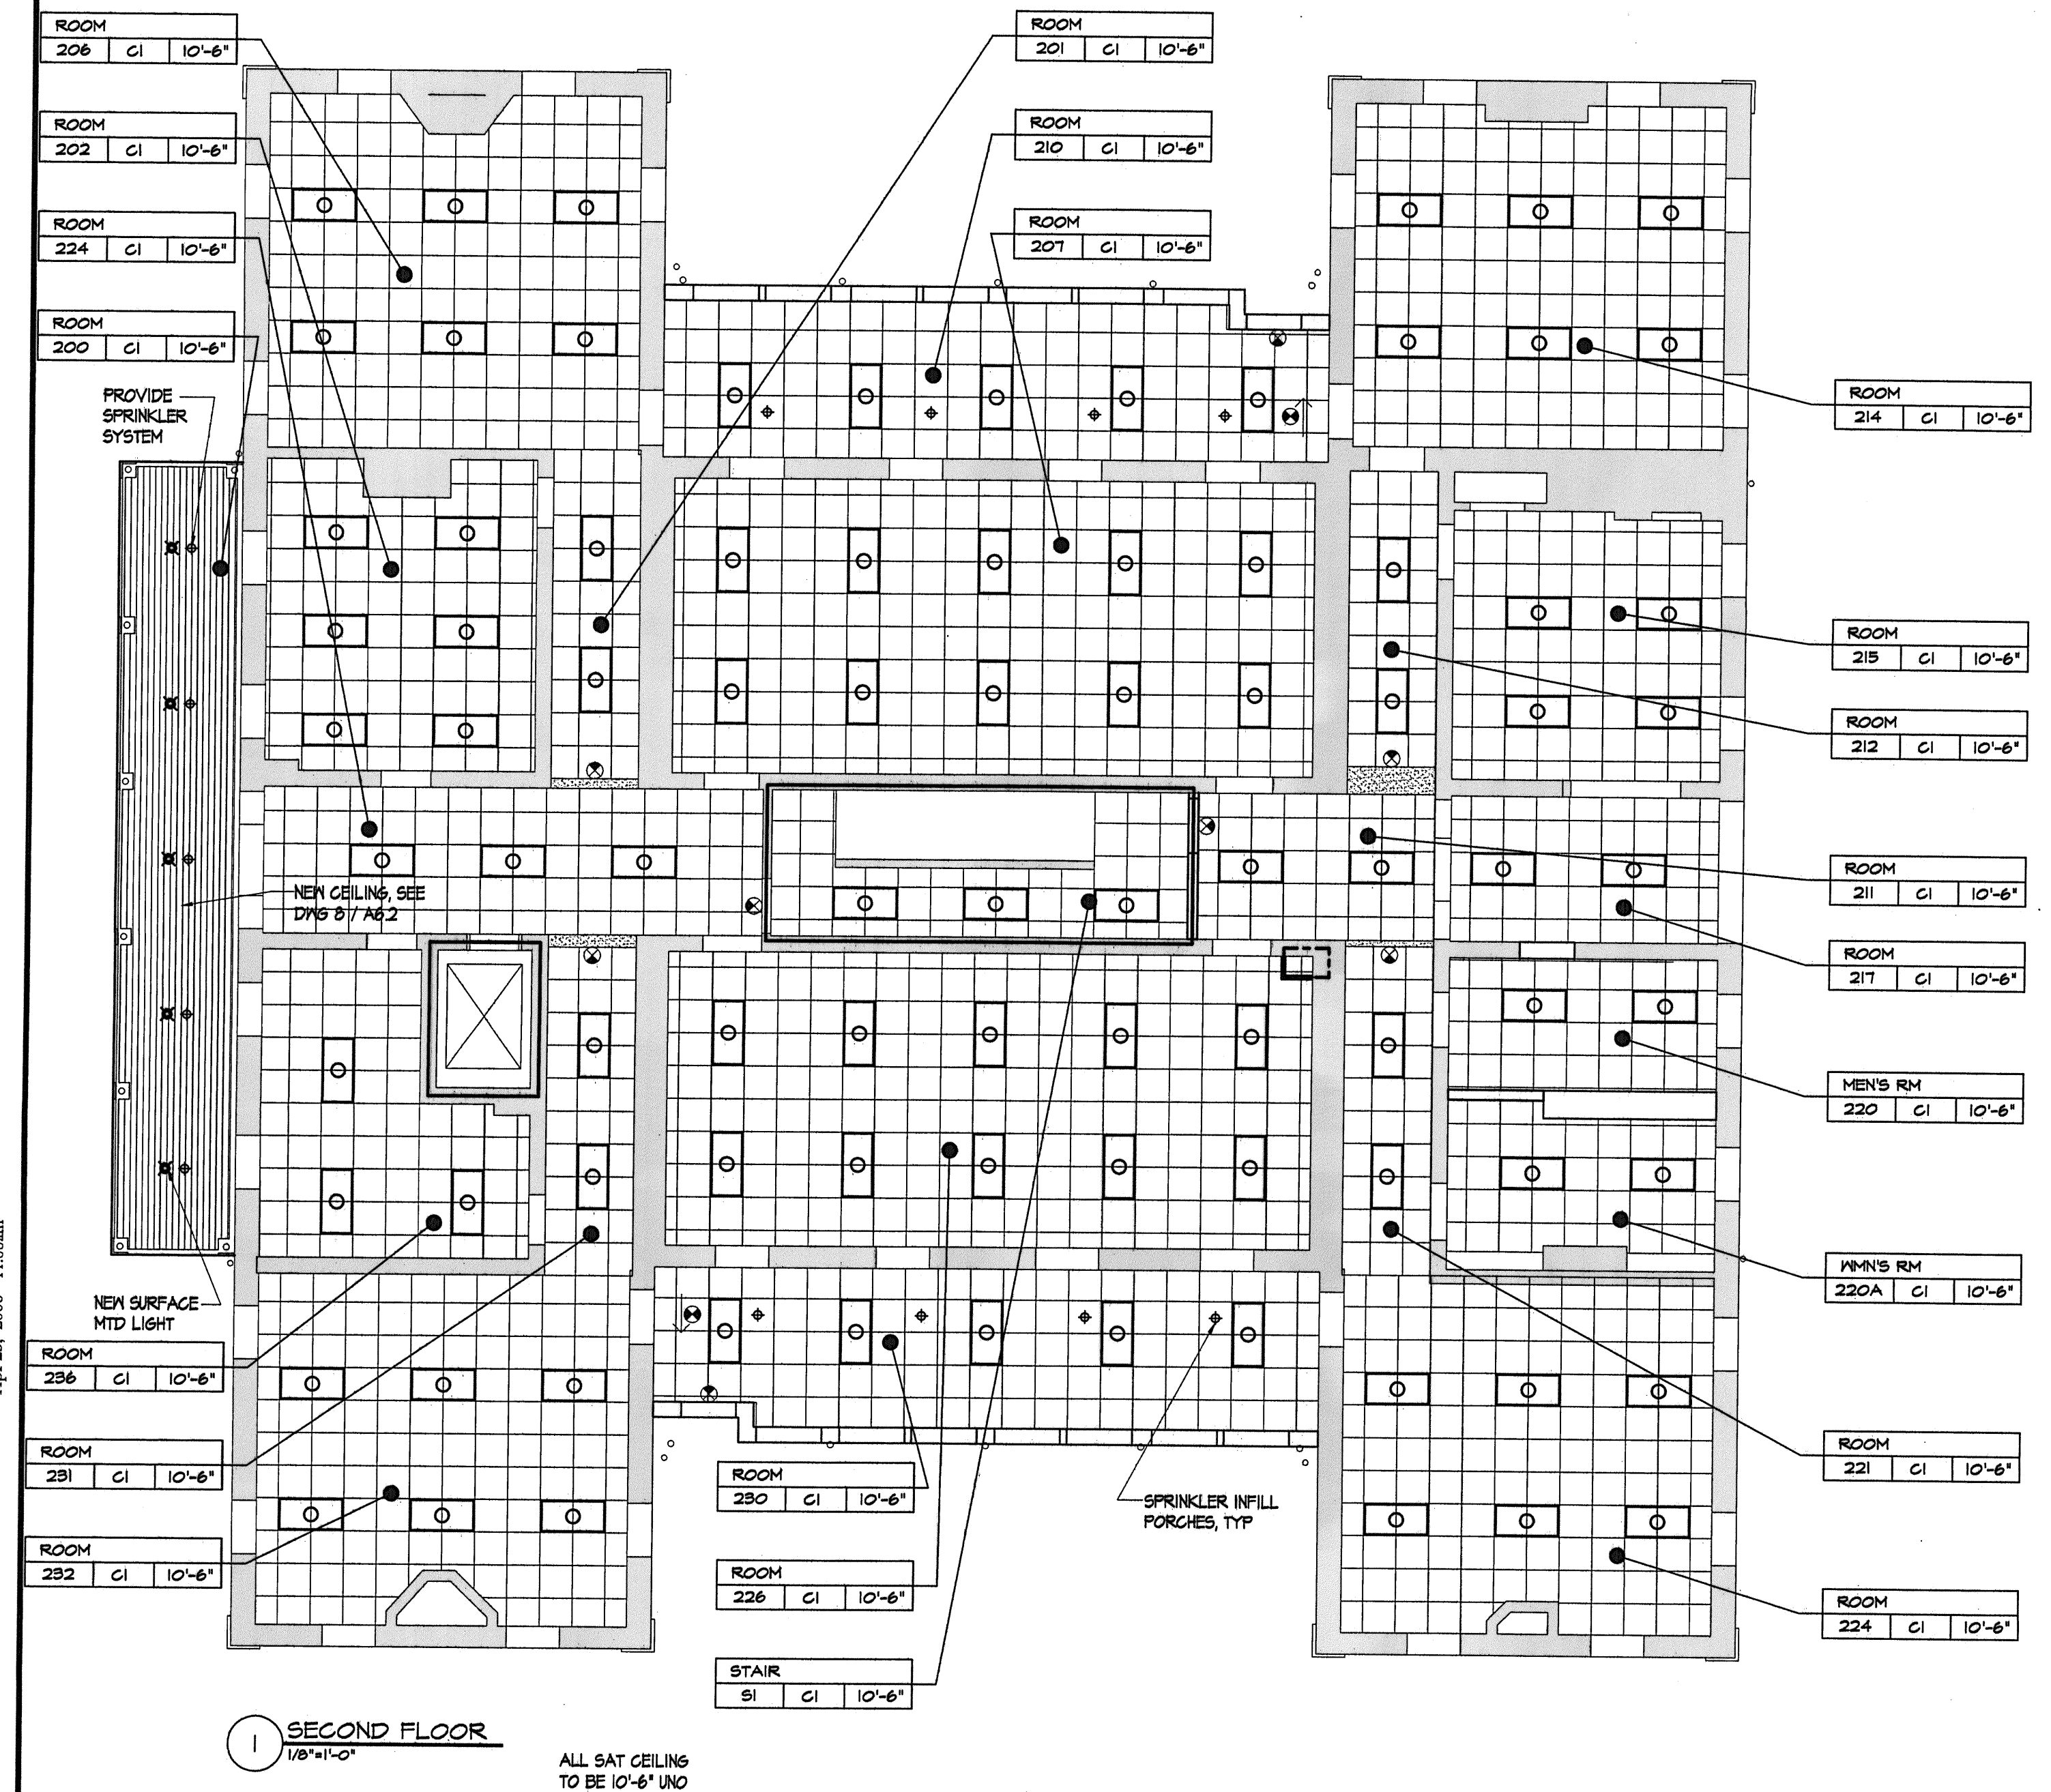 ROOM
206 C1 10'-6"
ROOM
202 C1 10'-6"
ROOM
224 C1 10'-6"
ROOM
200 C1 10'-6"
PROVIDE
SPRINKLER
SYSTEM
ROOM
201 C1 10'-6"
ROOM
210 C1 10'-6"
ROOM
207 C1 10'-6"
ROOM
214 C1 10'-6"
ROOM
215 C1 10'-6"
ROOM
212 C1 10'-6"
ROOM
211 C1 10'-6"
ROOM
217 C1 10'-6"
MEN'S RM
220 C1 10'-6"
WMN'S RM
220A C1 10'-6"
ROOM
221 C1 10'-6"
ROOM
224 C1 10'-6"
NEW CEILING, SEE
DWG 8 / A6.2
NEW SURFACE
MTD LIGHT
ROOM
236 C1 10'-6"
ROOM
231 C1 10'-6"
ROOM
232 C1 10'-6"
ROOM
230 C1 10'-6"
ROOM
226 C1 10'-6"
STAIR
S1 C1 10'-6"
SPRINKLER INFILL
PORCHES, TYP
1 SECOND FLOOR
1/8"=1'-0"
ALL SAT CEILING
TO BE 10'-6" UNO